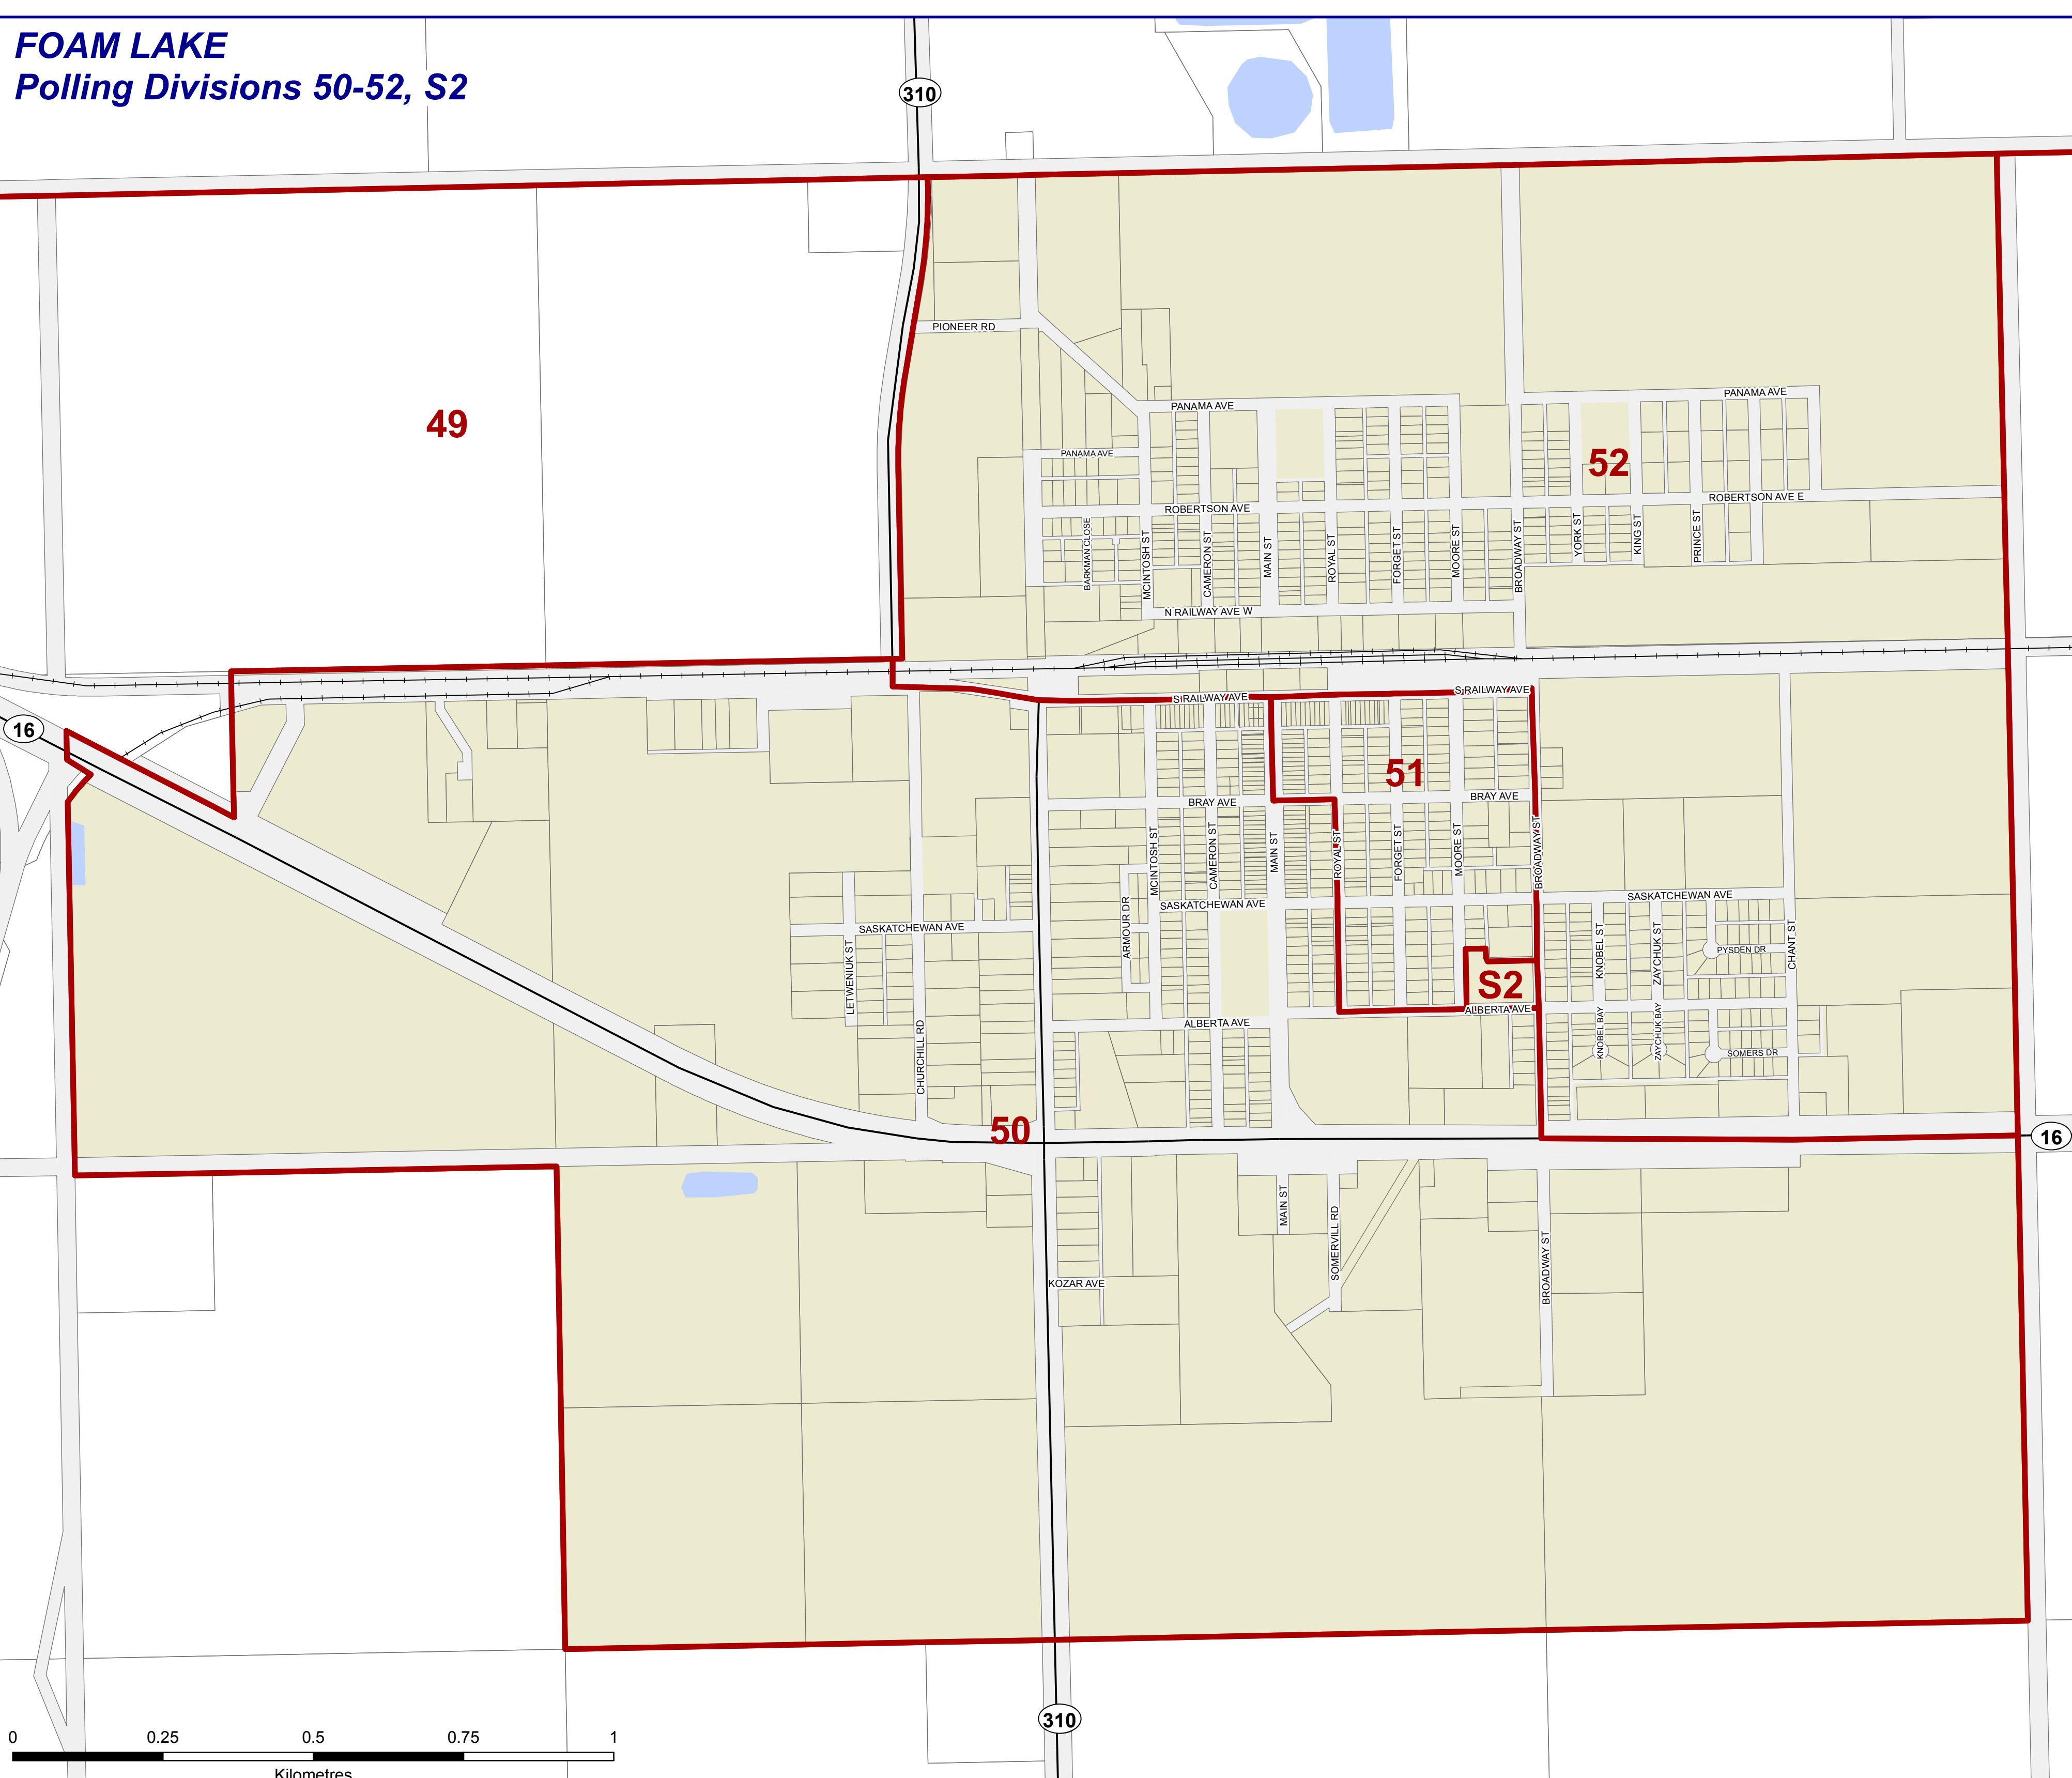 FOAM LAKE
Polling Divisions 50-52, S2
310
PIONEER RD
49
PANAMA AVE
PANAMA AVE
PANAMA AVE
52
ROBERTSON AVE E
ROBERTSON AVE
BARKMAN CLOSE
MCINTOSH ST
CAMERON ST
MAIN ST
ROYAL ST
FORGET ST
MOORE ST
BROADWAY ST
YORK ST
KING ST
PRINCE ST
N RAILWAY AVE W
S RAILWAY AVE
S RAILWAY AVE
16
51
BRAY AVE
BRAY AVE
MCINTOSH ST
CAMERON ST
MAIN ST
ROYAL ST
FORGET ST
MOORE ST
BROADWAY ST
SASKATCHEWAN AVE
SASKATCHEWAN AVE
SASKATCHEWAN AVE
ARMOUR DR
LETWENIUK ST
KNOBEL ST
ZAYCHUK ST
PYSDEN DR
CHANT ST
S2
ALBERTA AVE
ALBERTA AVE
CHURCHILL RD
KNOBEL BAY
ZAYCHUK BAY
SOMERS DR
50
16
MAIN ST
SOMERVILL RD
BROADWAY ST
KOZAR AVE
310
0 0.25 0.5 0.75 1
Kilometres